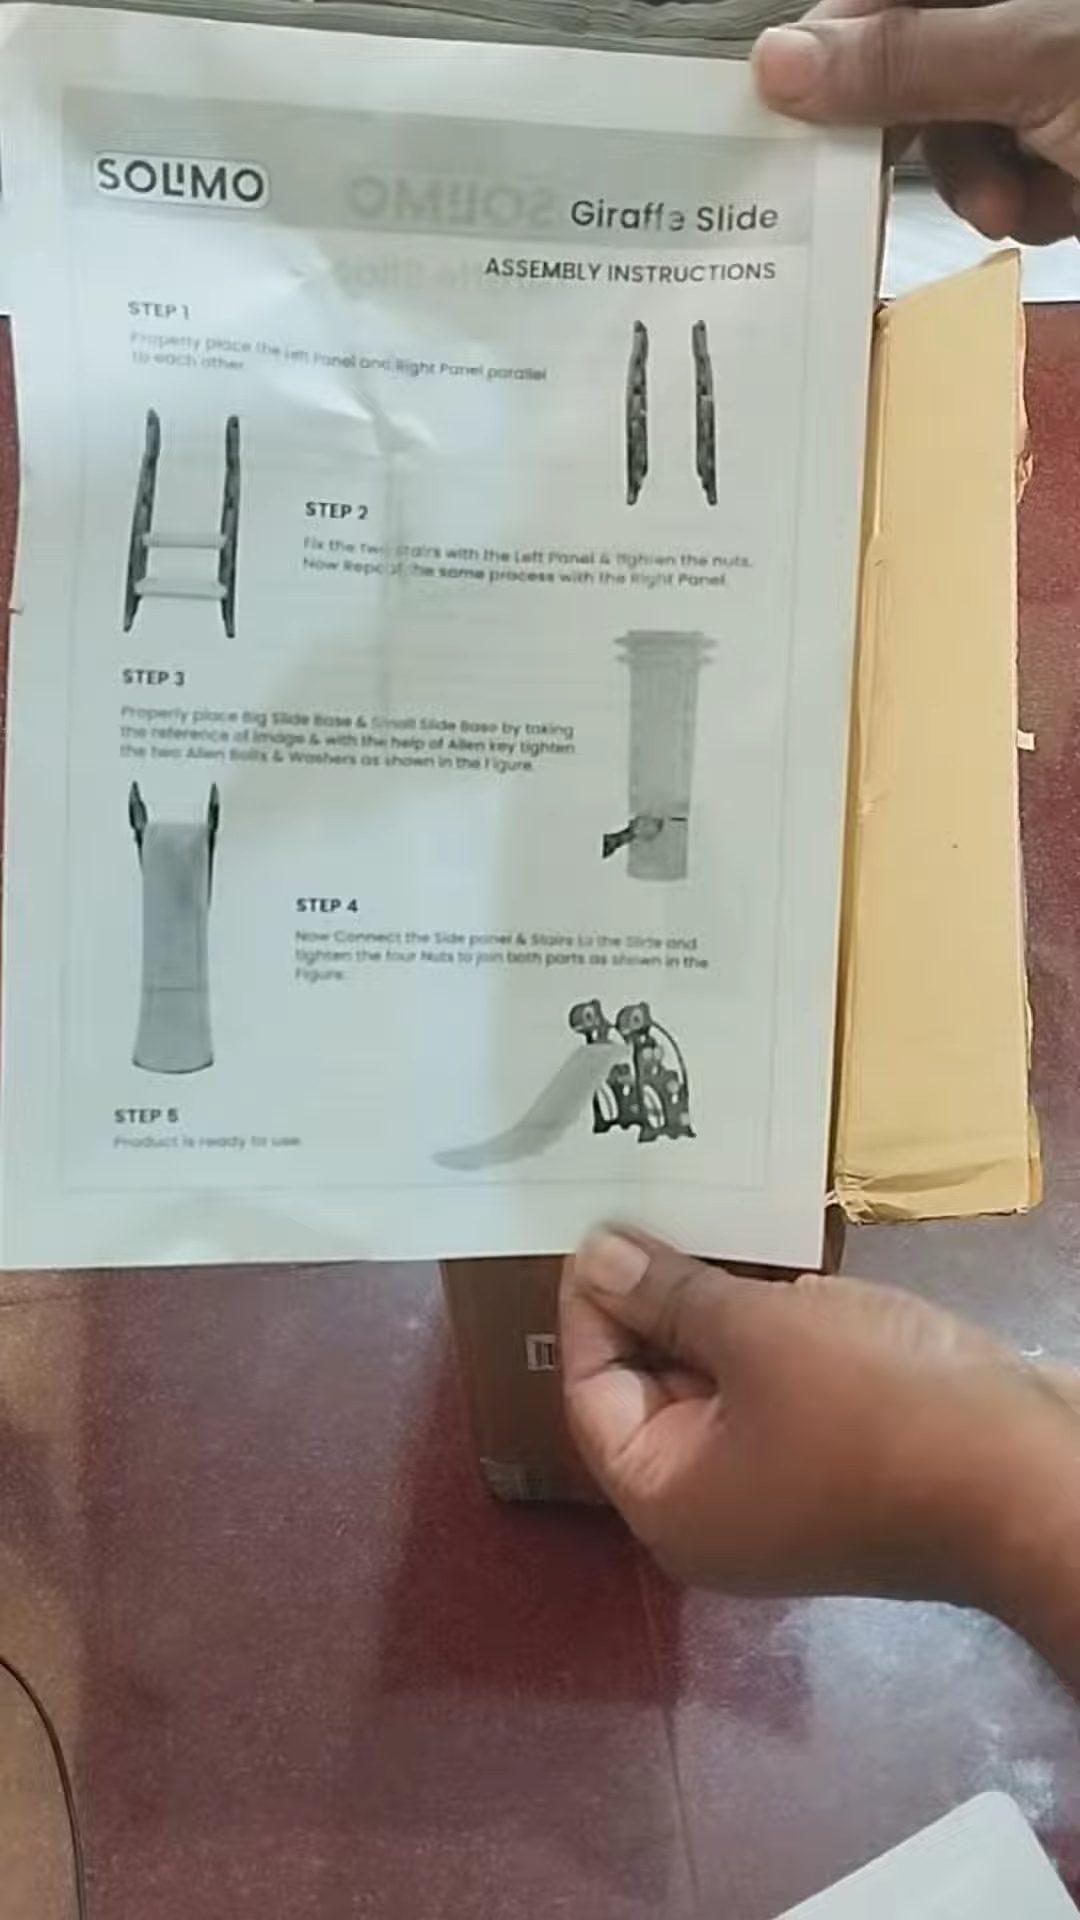 SOLIMO
Giraffe Slide
ASSEMBLY INSTRUCTIONS
STEP 1
Properly place the Left Panel and Right Panel parallel
to each other.
STEP 2
Fix the Two stairs with the Left Panel & tighten the nuts.
Now Repeat the same process with the Right Panel
STEP 3
Properly place Big Slide Base & Small Slide Base by taking
the reference of image & with the help of Allen key tighten
the two Allen Bolts & Washers as shown in the Figure.
STEP 4
Now Connect the Side panel & Stairs to the Slide and
tighten the four Nuts to join both parts as shown in the
Figure.
STEP 5
Product is ready to use